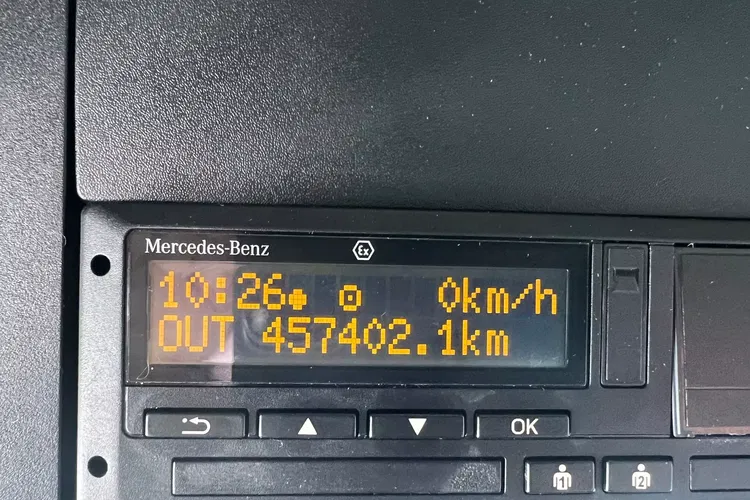 Mercedes-Benz Ex
10:26 0km/h
OUT 457402.1km
OK
1 2